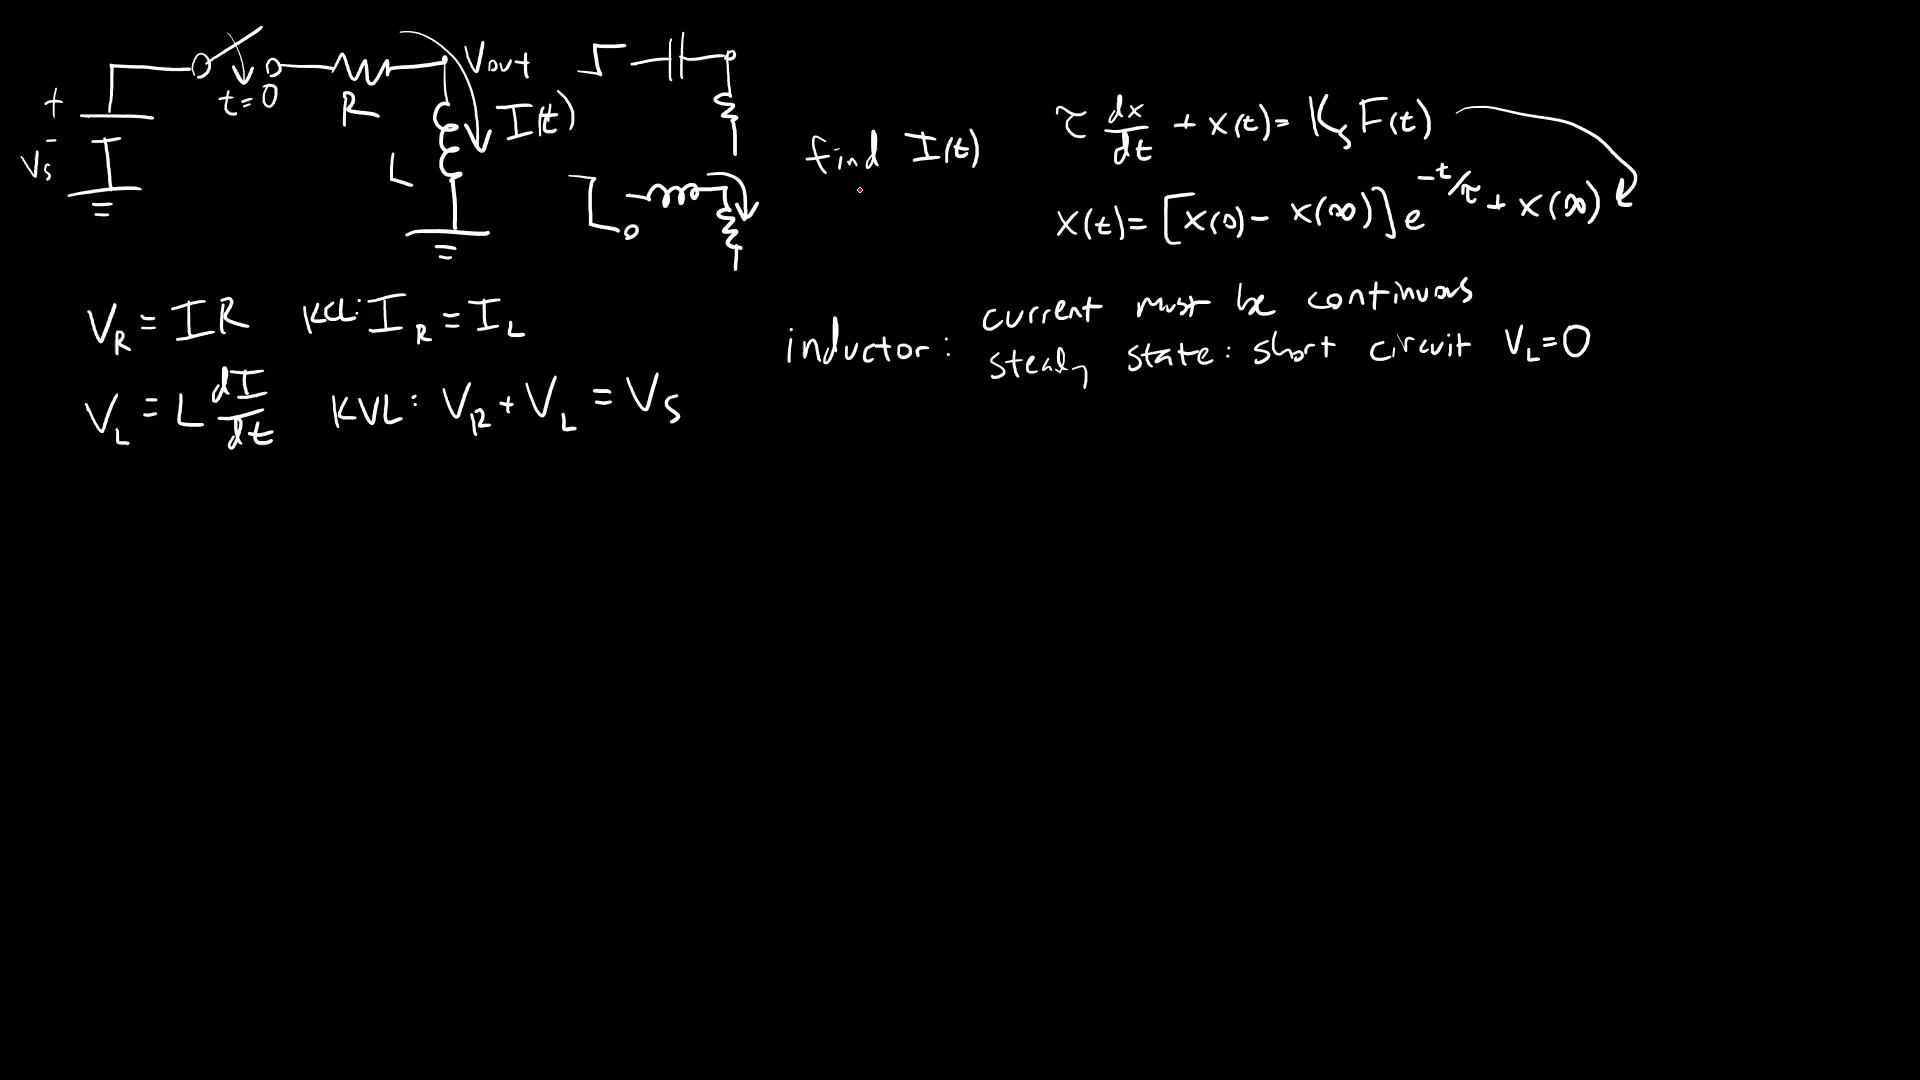 +
-
Vs
t=0
R
Vout
I(t)
L
find I(t)
τ dx/dt + x(t) = Ks F(t)
x(t) = [x(0) - x(∞)] e^(-t/τ) + x(∞)
VR = IR KCL: IR = IL
VL = L dI/dt KVL: VR + VL = Vs
inductor: current must be continuous
steady state: short circuit VL = 0